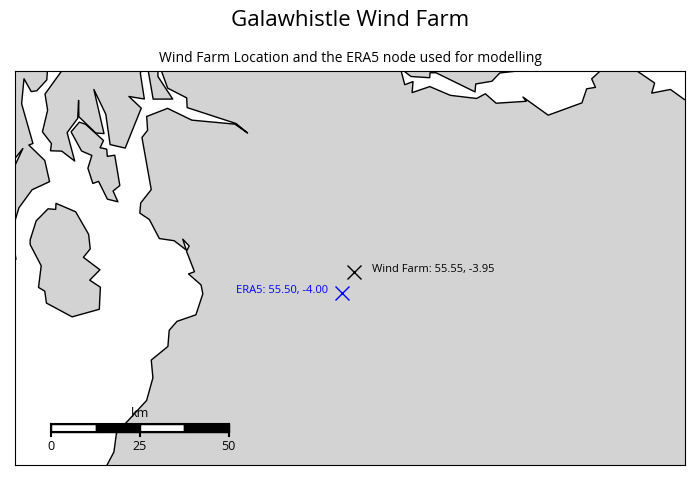 Galawhistle Wind Farm
Wind Farm Location and the ERA5 node used for modelling
Wind Farm: 55.55, -3.95
ERA5: 55.50, -4.00
km
0 25 50